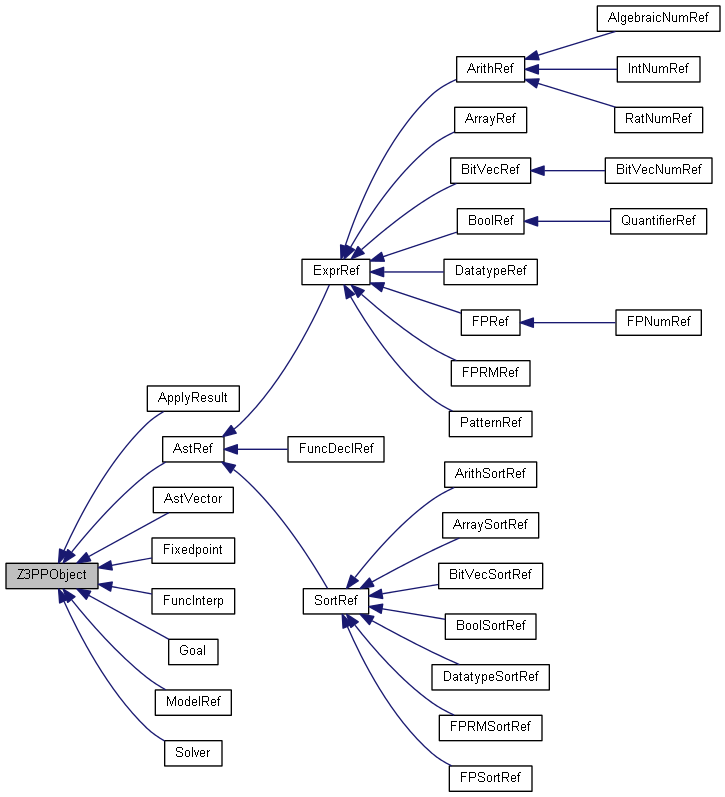 AlgebraicNumRef
ArithRef
IntNumRef
RatNumRef
ArrayRef
BitVecRef
BitVecNumRef
BoolRef
QuantifierRef
ExprRef
DatatypeRef
FPRef
FPNumRef
FPRMRef
ApplyResult
PatternRef
AstRef
FuncDeclRef
ArithSortRef
AstVector
ArraySortRef
Fixedpoint
Z3PPObject
BitVecSortRef
FuncInterp
SortRef
BoolSortRef
Goal
DatatypeSortRef
ModelRef
FPRMSortRef
Solver
FPSortRef